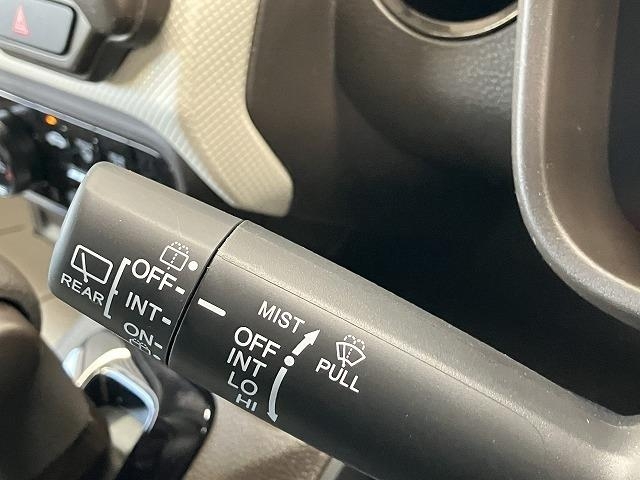 REAR
OFF
INT
ON
MIST
OFF
INT
LO
HI
PULL